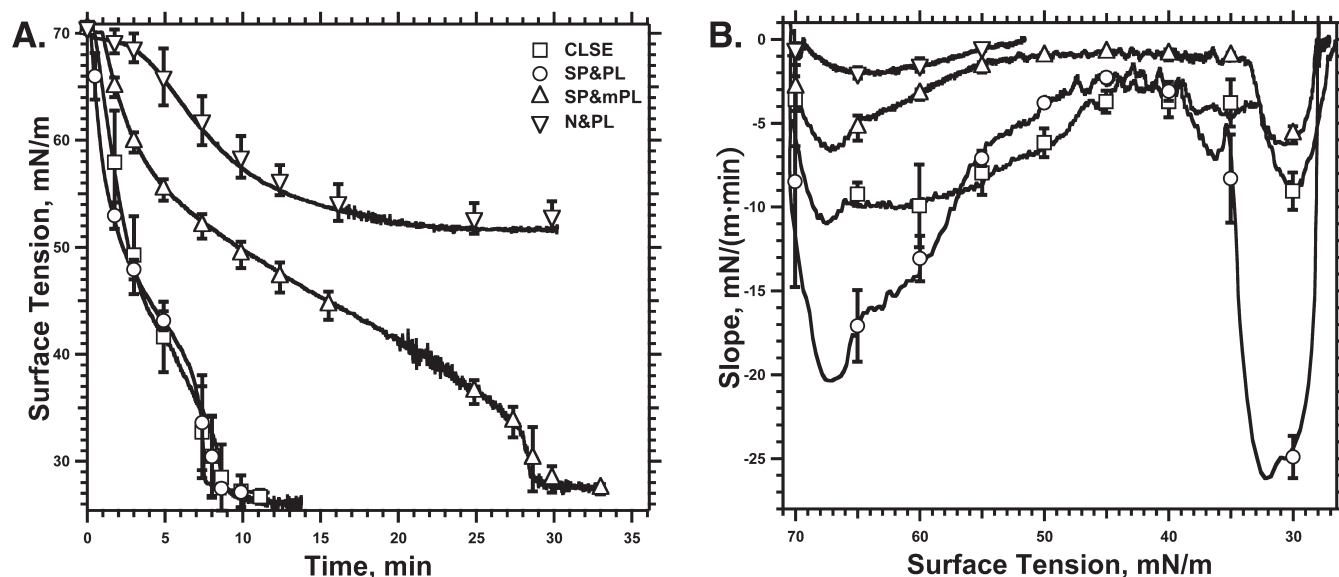 A.
70
60
50
40
30
Surface Tension, mN/m
CLSE
SP&PL
SP&mPL
N&PL
0 5 10 15 20 25 30 35
Time, min
B.
0
-5
-10
-15
-20
-25
Slope, mN/(m·min)
70 60 50 40 30
Surface Tension, mN/m